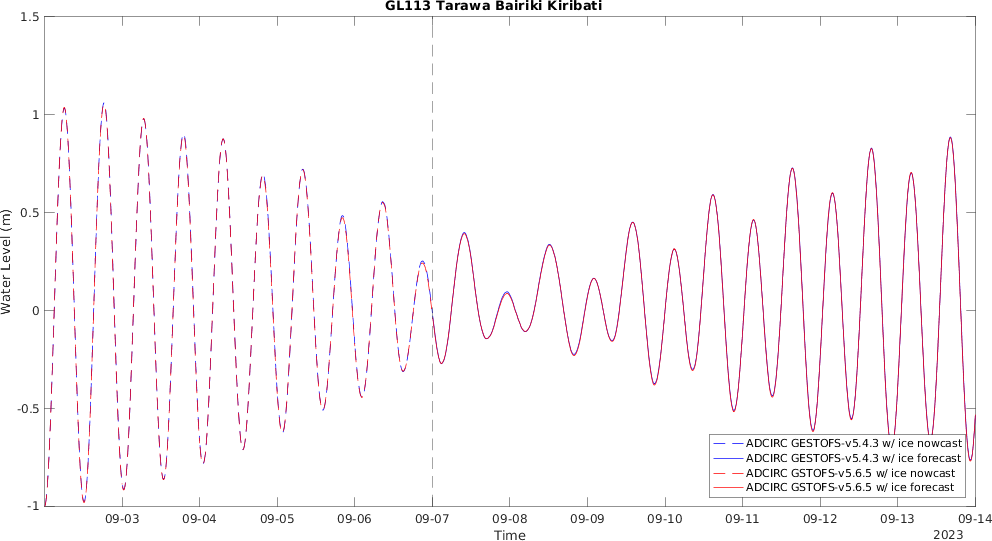 GL113 Tarawa Bairiki Kiribati
1.5
1
0.5
0
-0.5
-1
Water Level (m)
09-03 09-04 09-05 09-06 09-07 09-08 09-09 09-10 09-11 09-12 09-13 09-14
Time
2023
ADCIRC GESTOFS-v5.4.3 w/ ice nowcast
ADCIRC GESTOFS-v5.4.3 w/ ice forecast
ADCIRC GSTOFS-v5.6.5 w/ ice nowcast
ADCIRC GSTOFS-v5.6.5 w/ ice forecast